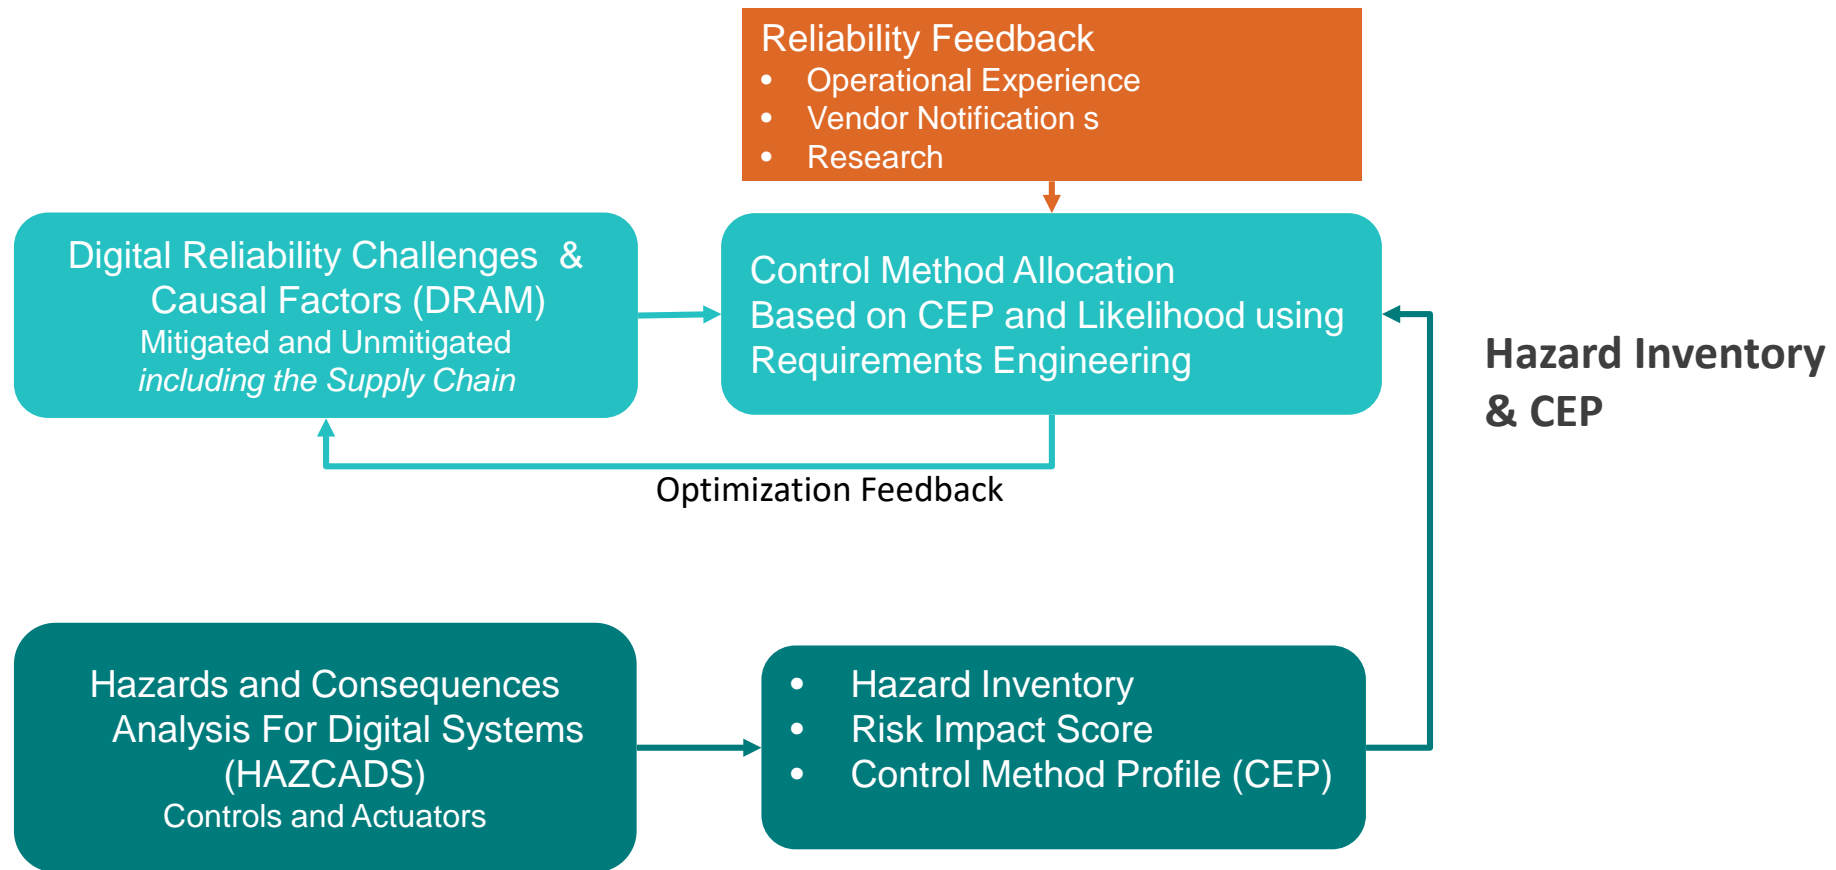 Reliability Feedback
• Operational Experience
• Vendor Notification s
• Research
Digital Reliability Challenges &
Causal Factors (DRAM)
Mitigated and Unmitigated
including the Supply Chain
Control Method Allocation
Based on CEP and Likelihood using
Requirements Engineering
Hazard Inventory
& CEP
Optimization Feedback
Hazards and Consequences
Analysis For Digital Systems
(HAZCADS)
Controls and Actuators
• Hazard Inventory
• Risk Impact Score
• Control Method Profile (CEP)